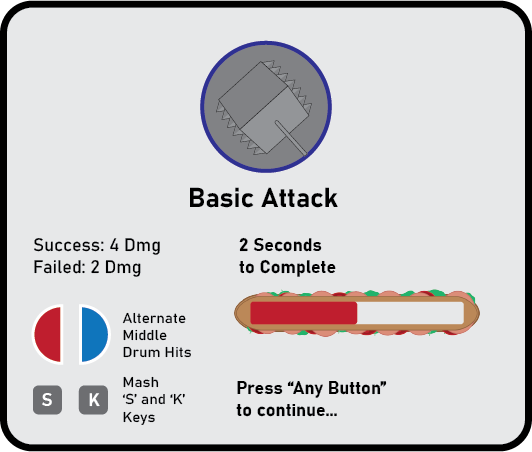 Basic Attack
Success: 4 Dmg
Failed: 2 Dmg
2 Seconds
to Complete
Alternate
Middle
Drum Hits
S
K
Mash
‘S’ and ‘K’
Keys
Press “Any Button”
to continue...